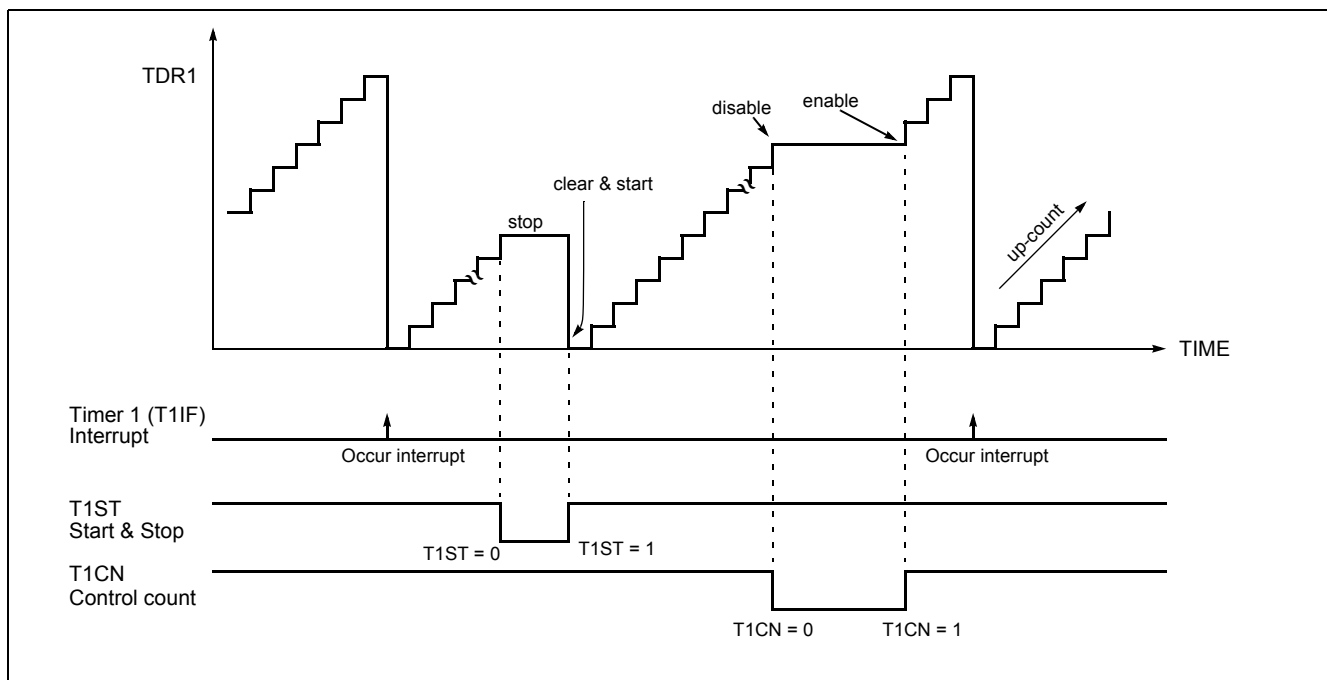 TDR1
disable
enable
clear & start
stop
up-count
TIME
Timer 1 (T1IF)
Interrupt
Occur interrupt
Occur interrupt
T1ST
Start & Stop
T1ST = 0
T1ST = 1
T1CN
Control count
T1CN = 0
T1CN = 1